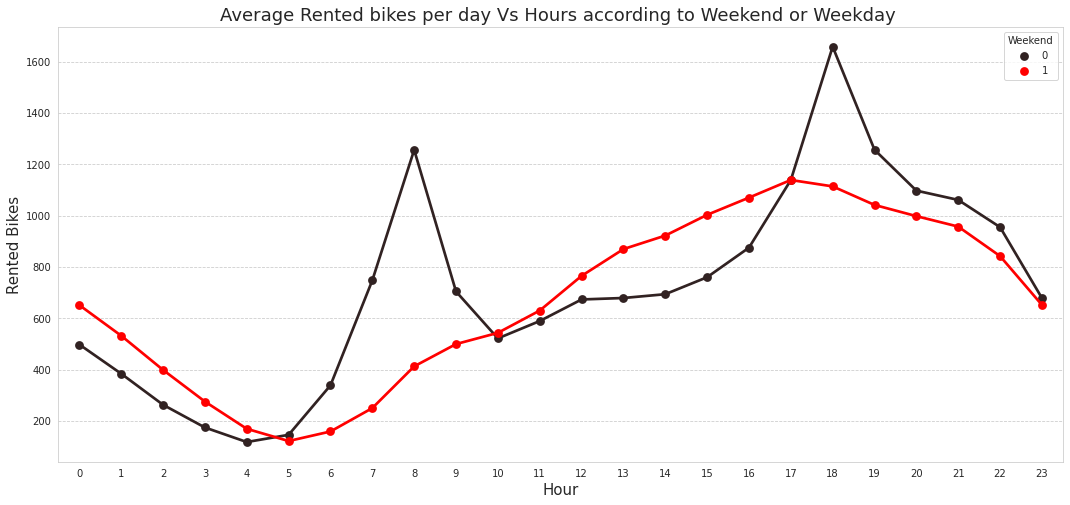 Average Rented bikes per day Vs Hours according to Weekend or Weekday
Weekend
0
1
1600
1400
1200
1000
800
600
400
200
Rented Bikes
0 1 2 3 4 5 6 7 8 9 10 11 12 13 14 15 16 17 18 19 20 21 22 23
Hour